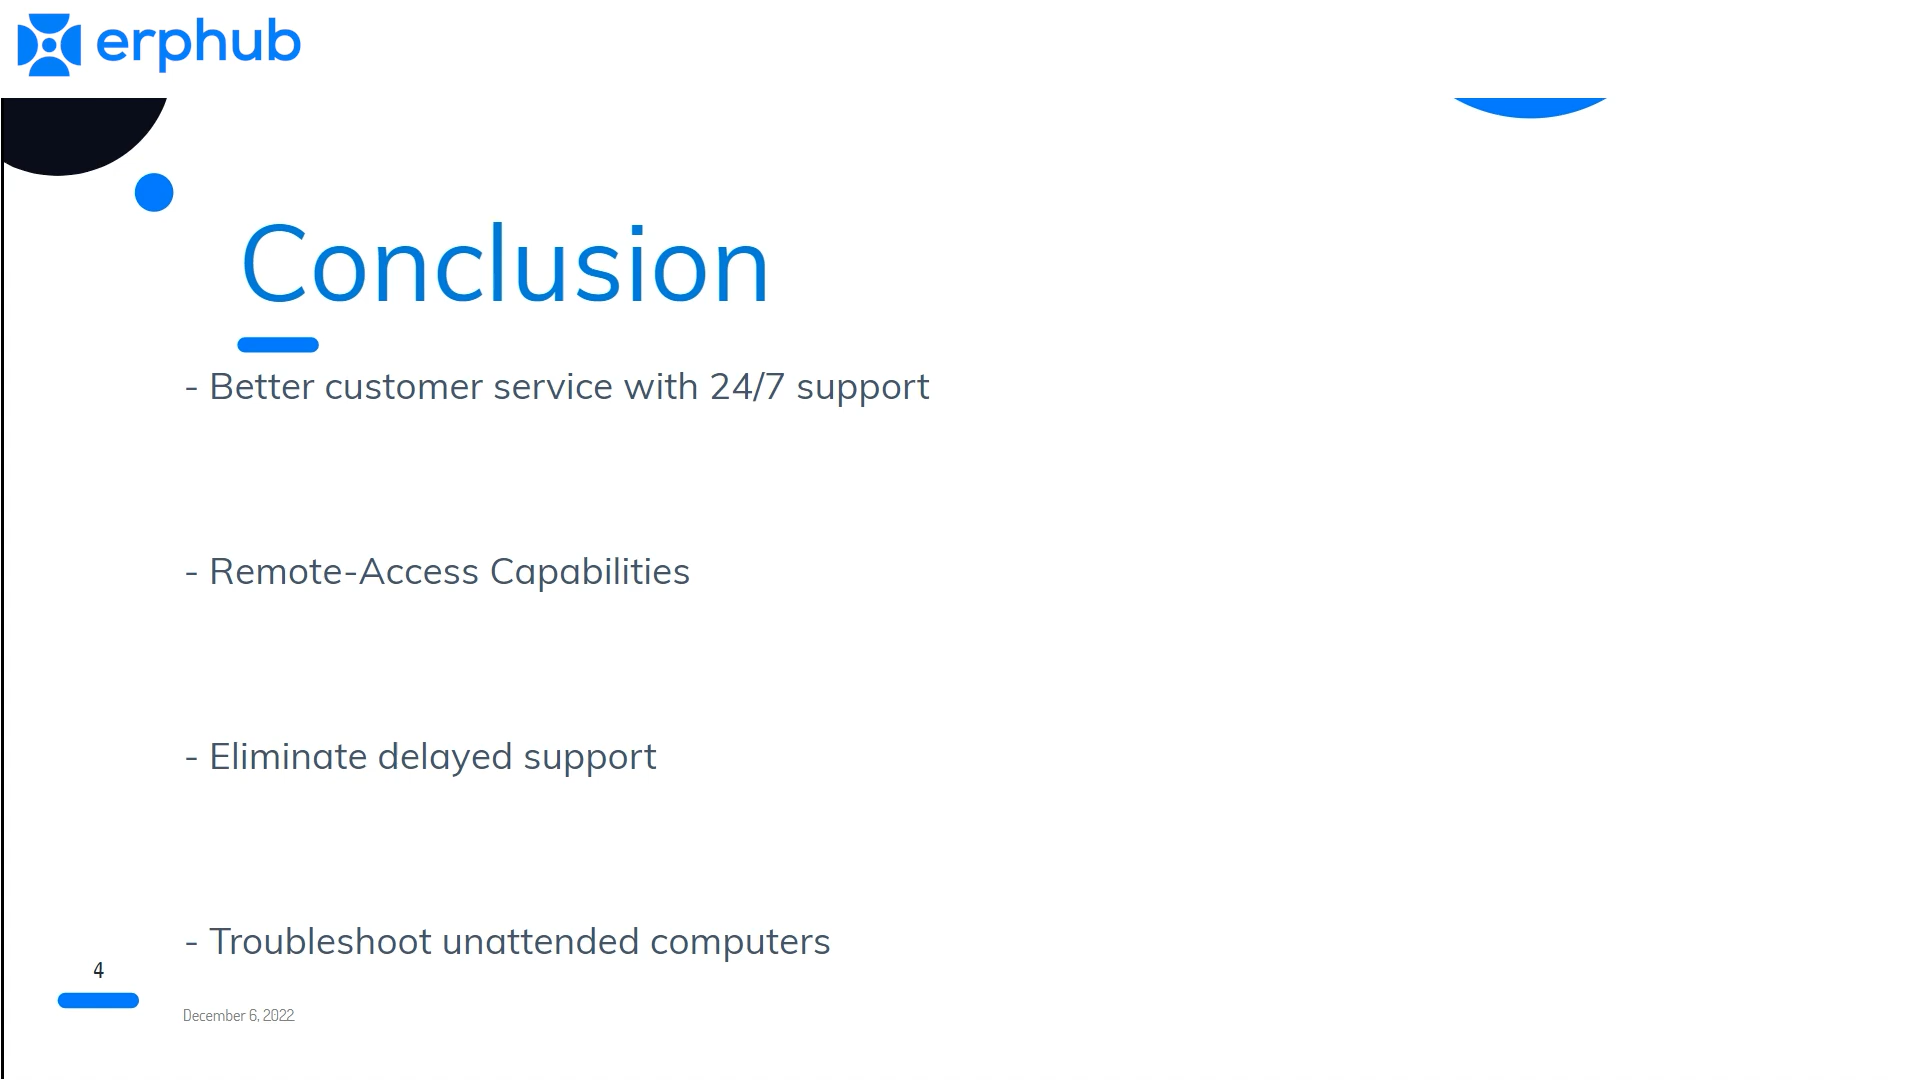 erphub
Conclusion
- Better customer service with 24/7 support
- Remote-Access Capabilities
- Eliminate delayed support
- Troubleshoot unattended computers
4
December 6, 2022